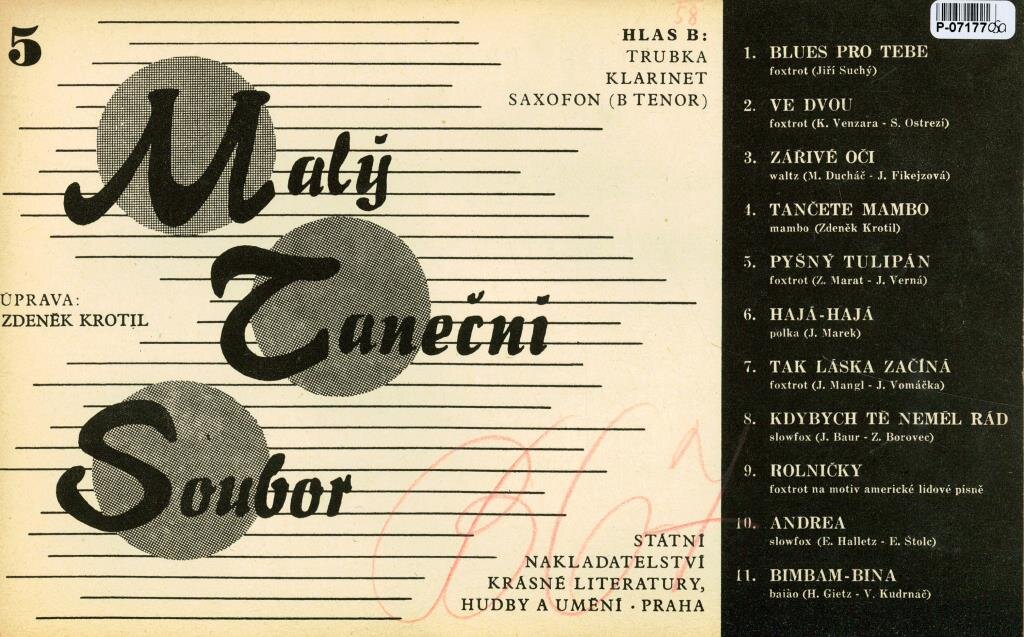 5
58
HLAS B:
TRUBKA
KLARINET
SAXOFON (B TENOR)
Malý
Taneční
Soubor
ÚPRAVA:
ZDENĚK KROTIL
STÁTNÍ
NAKLADATELSTVÍ
KRÁSNÉ LITERATURY,
HUDBY A UMĚNÍ · PRAHA
P-07177
1. BLUES PRO TEBE
foxtrot (Jiří Suchý)
2. VE DVOU
foxtrot (K. Venzara - S. Ostrezi)
3. ZÁŘIVÉ OČI
waltz (M. Ducháč - J. Fikejzová)
4. TANČETE MAMBO
mambo (Zdeněk Krotil)
5. PYŠNÝ TULIPÁN
foxtrot (Z. Marat - J. Verná)
6. HAJÁ-HAJÁ
polka (J. Marek)
7. TAK LÁSKA ZAČÍNÁ
foxtrot (J. Mangl - J. Vomáčka)
8. KDYBYCH TĚ NEMĚL RÁD
slowfox (J. Baur - Z. Borovec)
9. ROLNIČKY
foxtrot na motiv americké lidové písně
10. ANDREA
slowfox (E. Halletz - E. Štolc)
11. BIMBAM-BINA
baião (H. Gietz - V. Kudrnáč)